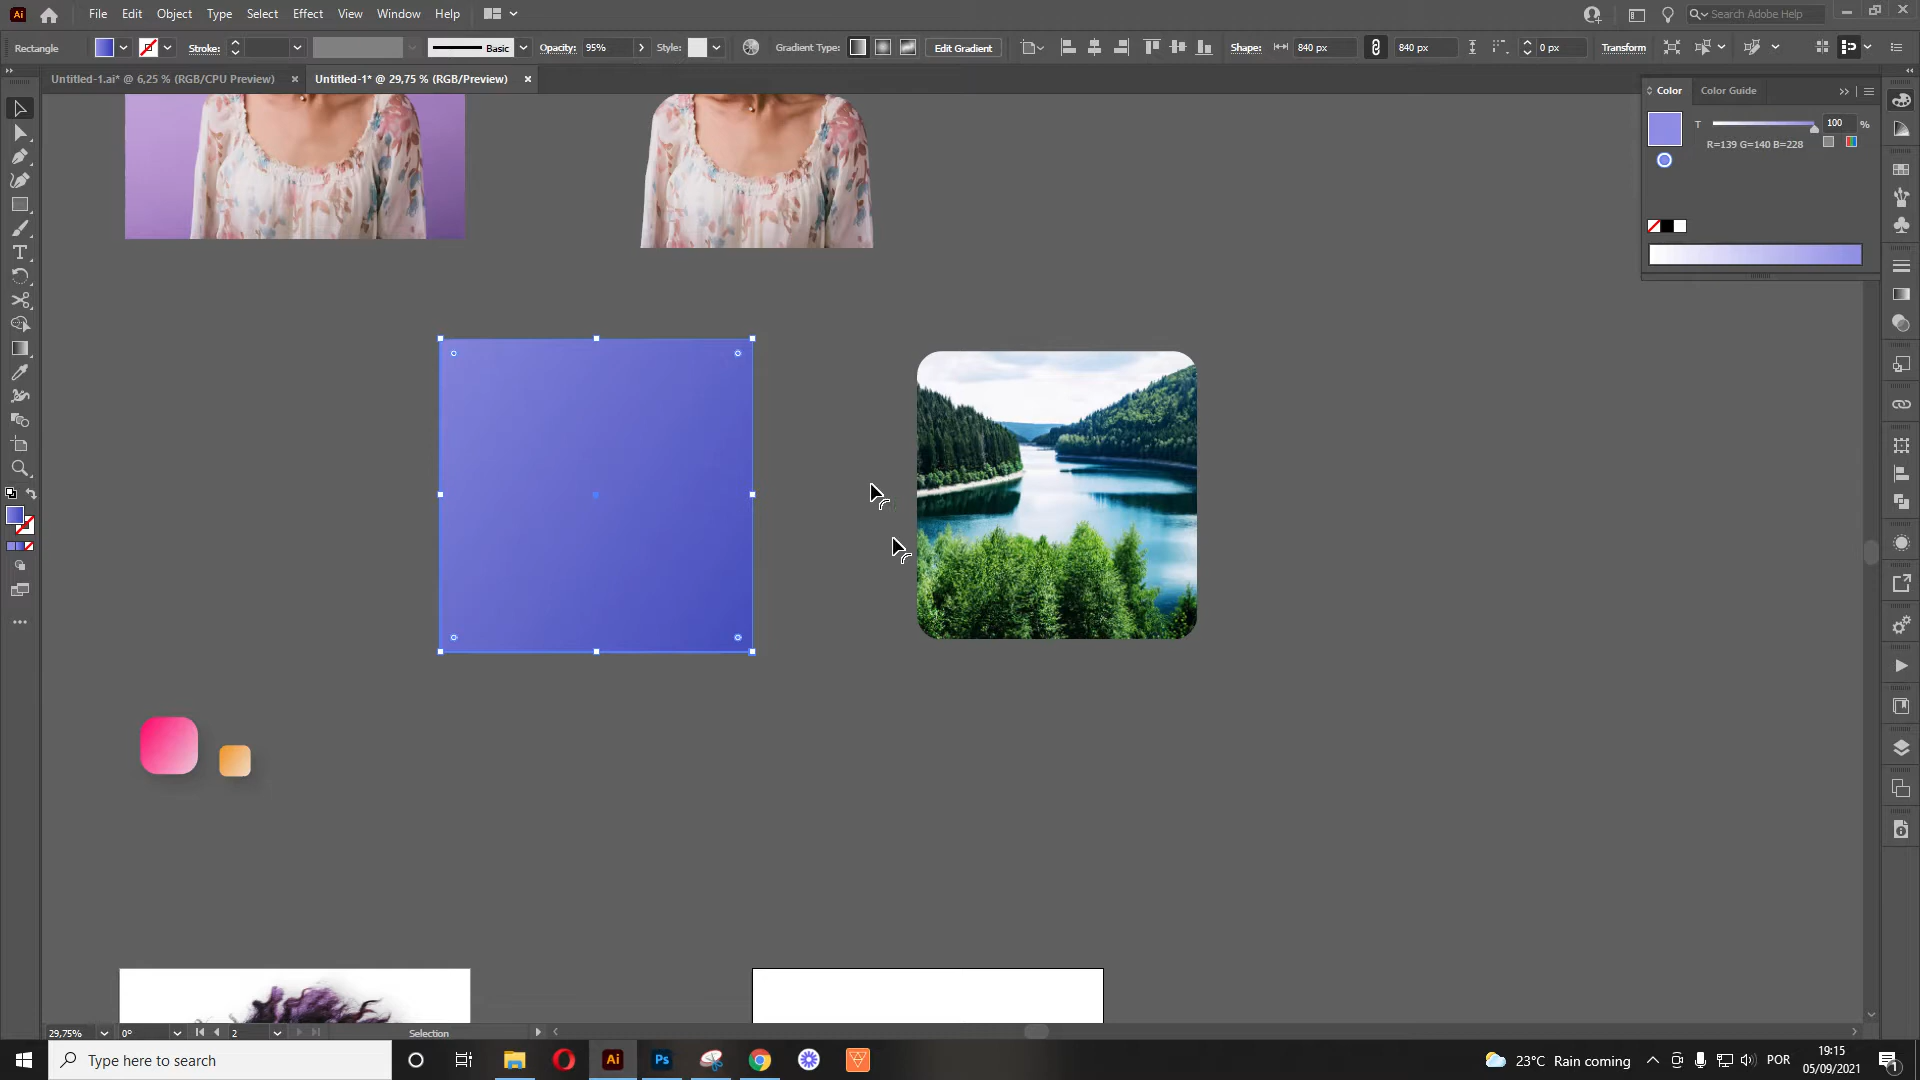 Ai File Edit Object Type Select Effect View Window Help Search Adobe Help
Rectangle Stroke: Basic Opacity: 95% Style: Gradient Type: Edit Gradient Shape: 840 px 840 px 0 px Transform
Untitled-1.ai* @ 6,25 % (RGB/CPU Preview) Untitled-1* @ 29,75 % (RGB/Preview)
Color Color Guide
T 100 %
R=139 G=140 B=228
29,75% 0° 2 Selection
Type here to search Ai Ps 23°C Rain coming POR
19:15
05/09/2021
1